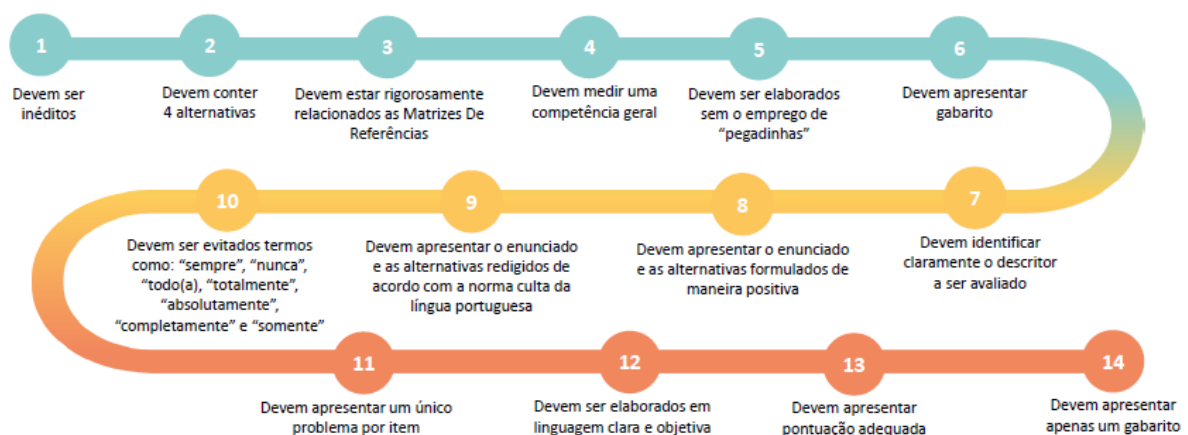 1
Devem ser
inéditos
2
Devem conter
4 alternativas
3
Devem estar rigorosamente
relacionados as Matrizes De
Referências
4
Devem medir uma
competência geral
5
Devem ser elaborados
sem o emprego de
“pegadinhas”
6
Devem apresentar
gabarito
7
Devem identificar
claramente o descritor
a ser avaliado
8
Devem apresentar o enunciado
e as alternativas formulados de
maneira positiva
9
Devem apresentar o enunciado
e as alternativas redigidos de
acordo com a norma culta da
língua portuguesa
10
Devem ser evitados termos
como: “sempre”, “nunca”,
“todo(a), “totalmente”,
“absolutamente”,
“completamente” e “somente”
11
Devem apresentar um único
problema por item
12
Devem ser elaborados em
linguagem clara e objetiva
13
Devem apresentar
pontuação adequada
14
Devem apresentar
apenas um gabarito